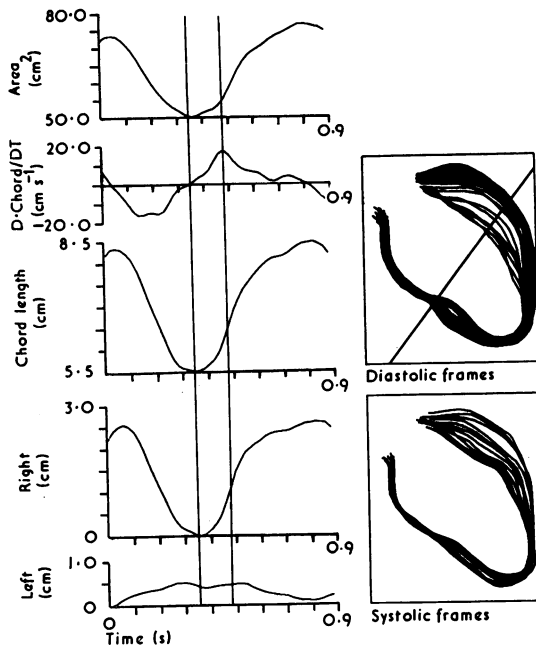 80.0
Area²
(cm²)
50.0
0.9
20.0
D·Chord/DT
(cm s⁻¹)
-20.0
0.9
8.5
Chord length
(cm)
5.5
0.9
Diastolic frames
3.0
Right
(cm)
0
0.9
1.0
Left
(cm)
0
0
0.9
Time (s)
Systolic frames